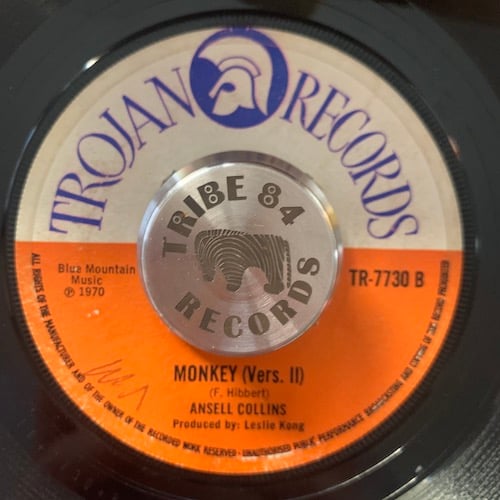 TROJAN RECORDS
TRIBE 84
RECORDS
Blue Mountain
Music
℗ 1970
TR-7730 B
MONKEY (Vers. II)
(F. Hibbert)
ANSELL COLLINS
Produced by: Leslie Kong
ALL RIGHTS OF THE MANUFACTURER AND OF THE OWNER OF THE RECORDED WORK RESERVED · UNAUTHORISED PUBLIC PERFORMANCE BROADCASTING AND COPYING OF THIS RECORD PROHIBITED